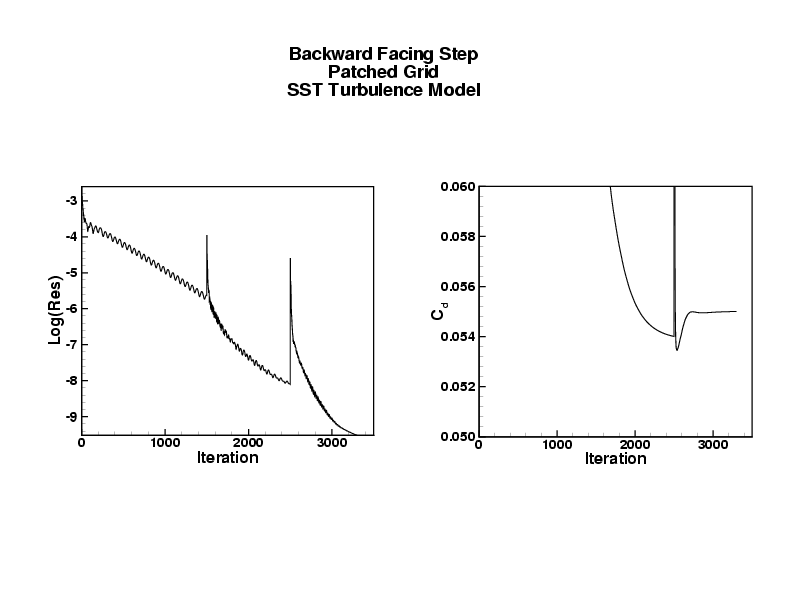 Backward Facing Step
Patched Grid
SST Turbulence Model
Log(Res)
-3
-4
-5
-6
-7
-8
-9
0 1000 2000 3000
Iteration
C_d
0.060
0.058
0.056
0.054
0.052
0.050
0 1000 2000 3000
Iteration